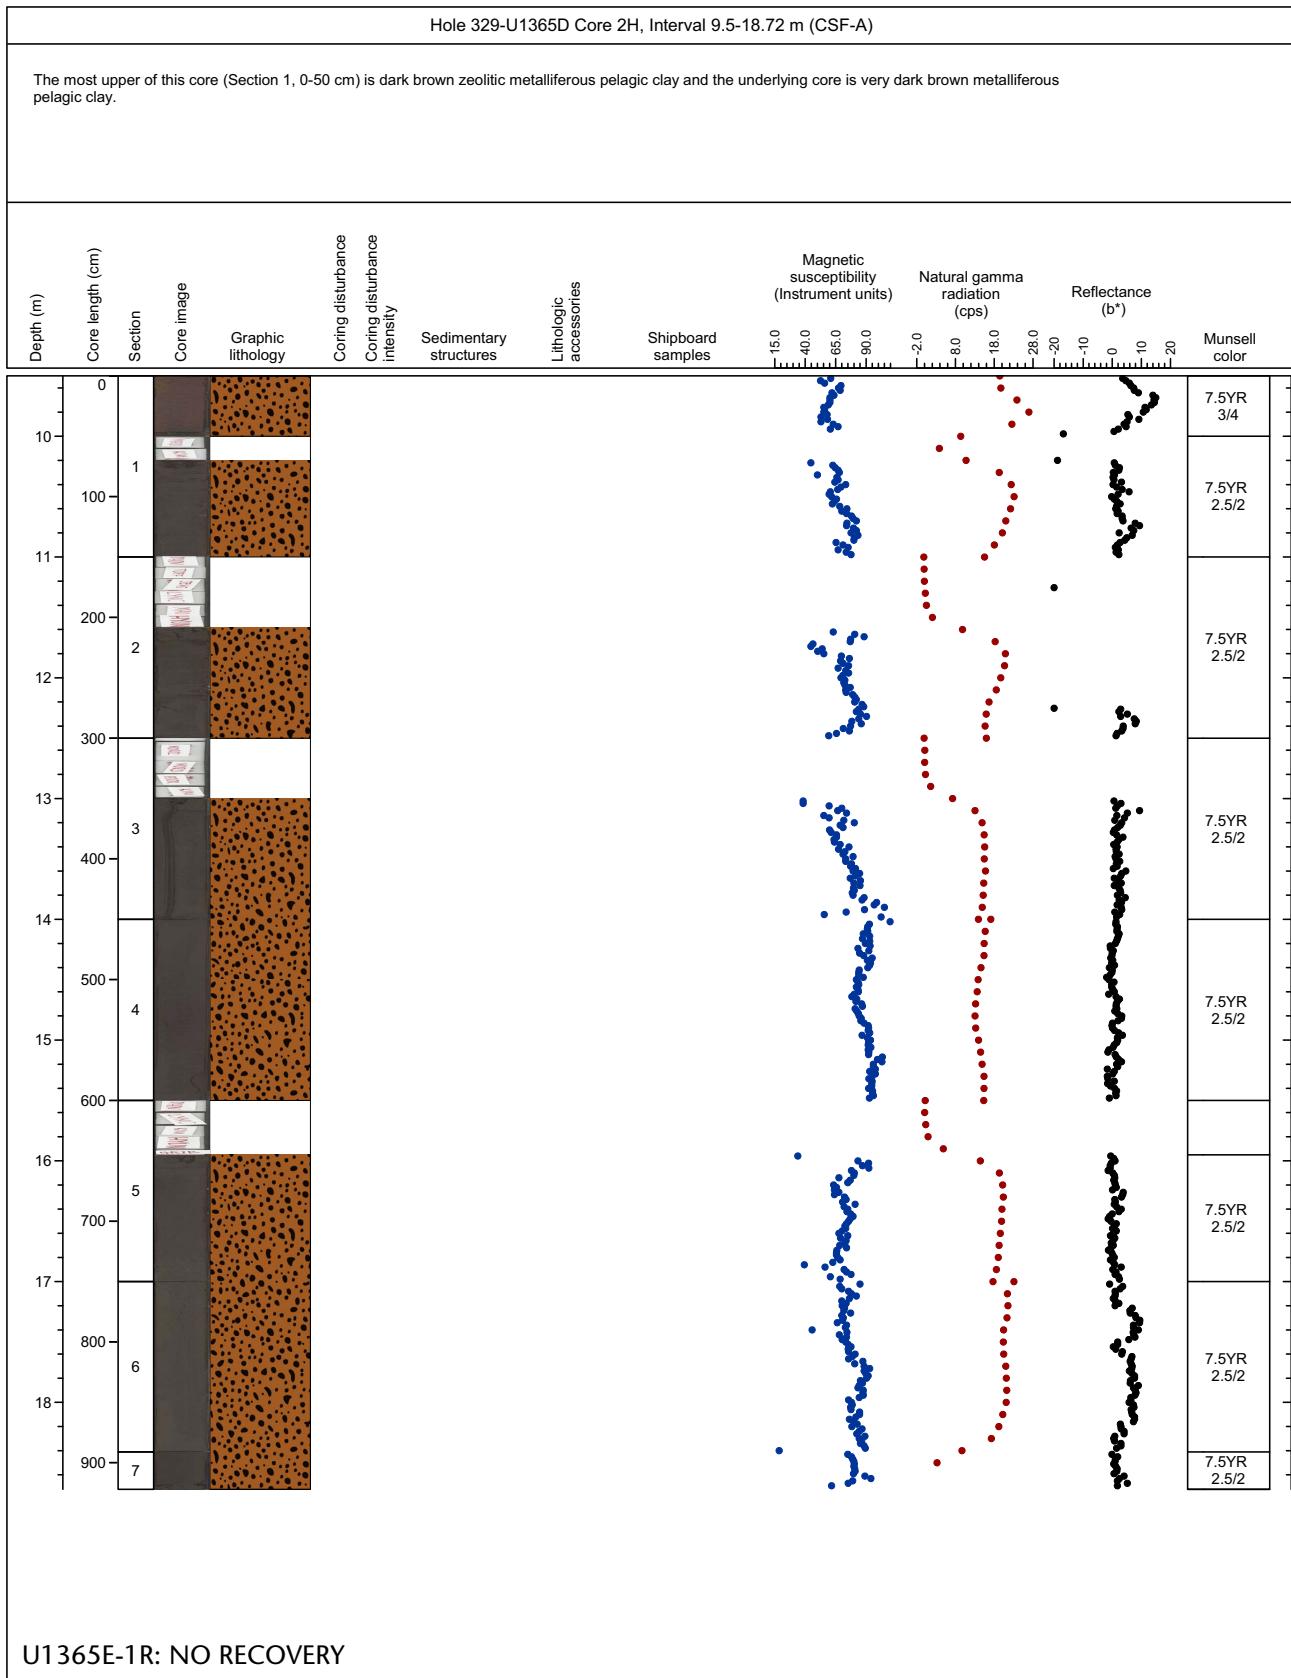 Hole 329-U1365D Core 2H, Interval 9.5-18.72 m (CSF-A)
The most upper of this core (Section 1, 0-50 cm) is dark brown zeolitic metalliferous pelagic clay and the underlying core is very dark brown metalliferous
pelagic clay.
Depth (m)
Core length (cm)
Section
Core image
Graphic
lithology
Coring disturbance
Coring disturbance
intensity
Sedimentary
structures
Lithologic
accessories
Shipboard
samples
Magnetic
susceptibility
(Instrument units)
15.0 40.0 65.0 90.0
Natural gamma
radiation
(cps)
-2.0 8.0 18.0 28.0
Reflectance
(b*)
-20 -10 0 10 20
Munsell
color
0
7.5YR
3/4
10
1
100
7.5YR
2.5/2
11
200
2
7.5YR
2.5/2
12
300
13
3
7.5YR
2.5/2
400
14
500
4
7.5YR
2.5/2
15
600
16
5
7.5YR
2.5/2
700
17
800
6
7.5YR
2.5/2
18
900
7
7.5YR
2.5/2
U1365E-1R: NO RECOVERY